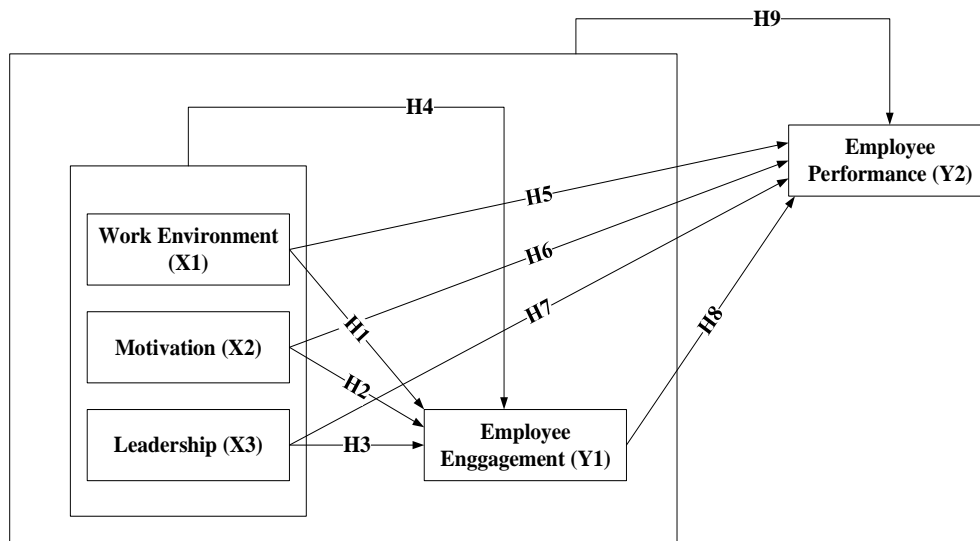 H9
H4
Employee
Performance (Y2)
H5
Work Environment
(X1)
H6
H7
H1
H8
Motivation (X2)
H2
Employee
Enggagement (Y1)
Leadership (X3)
H3